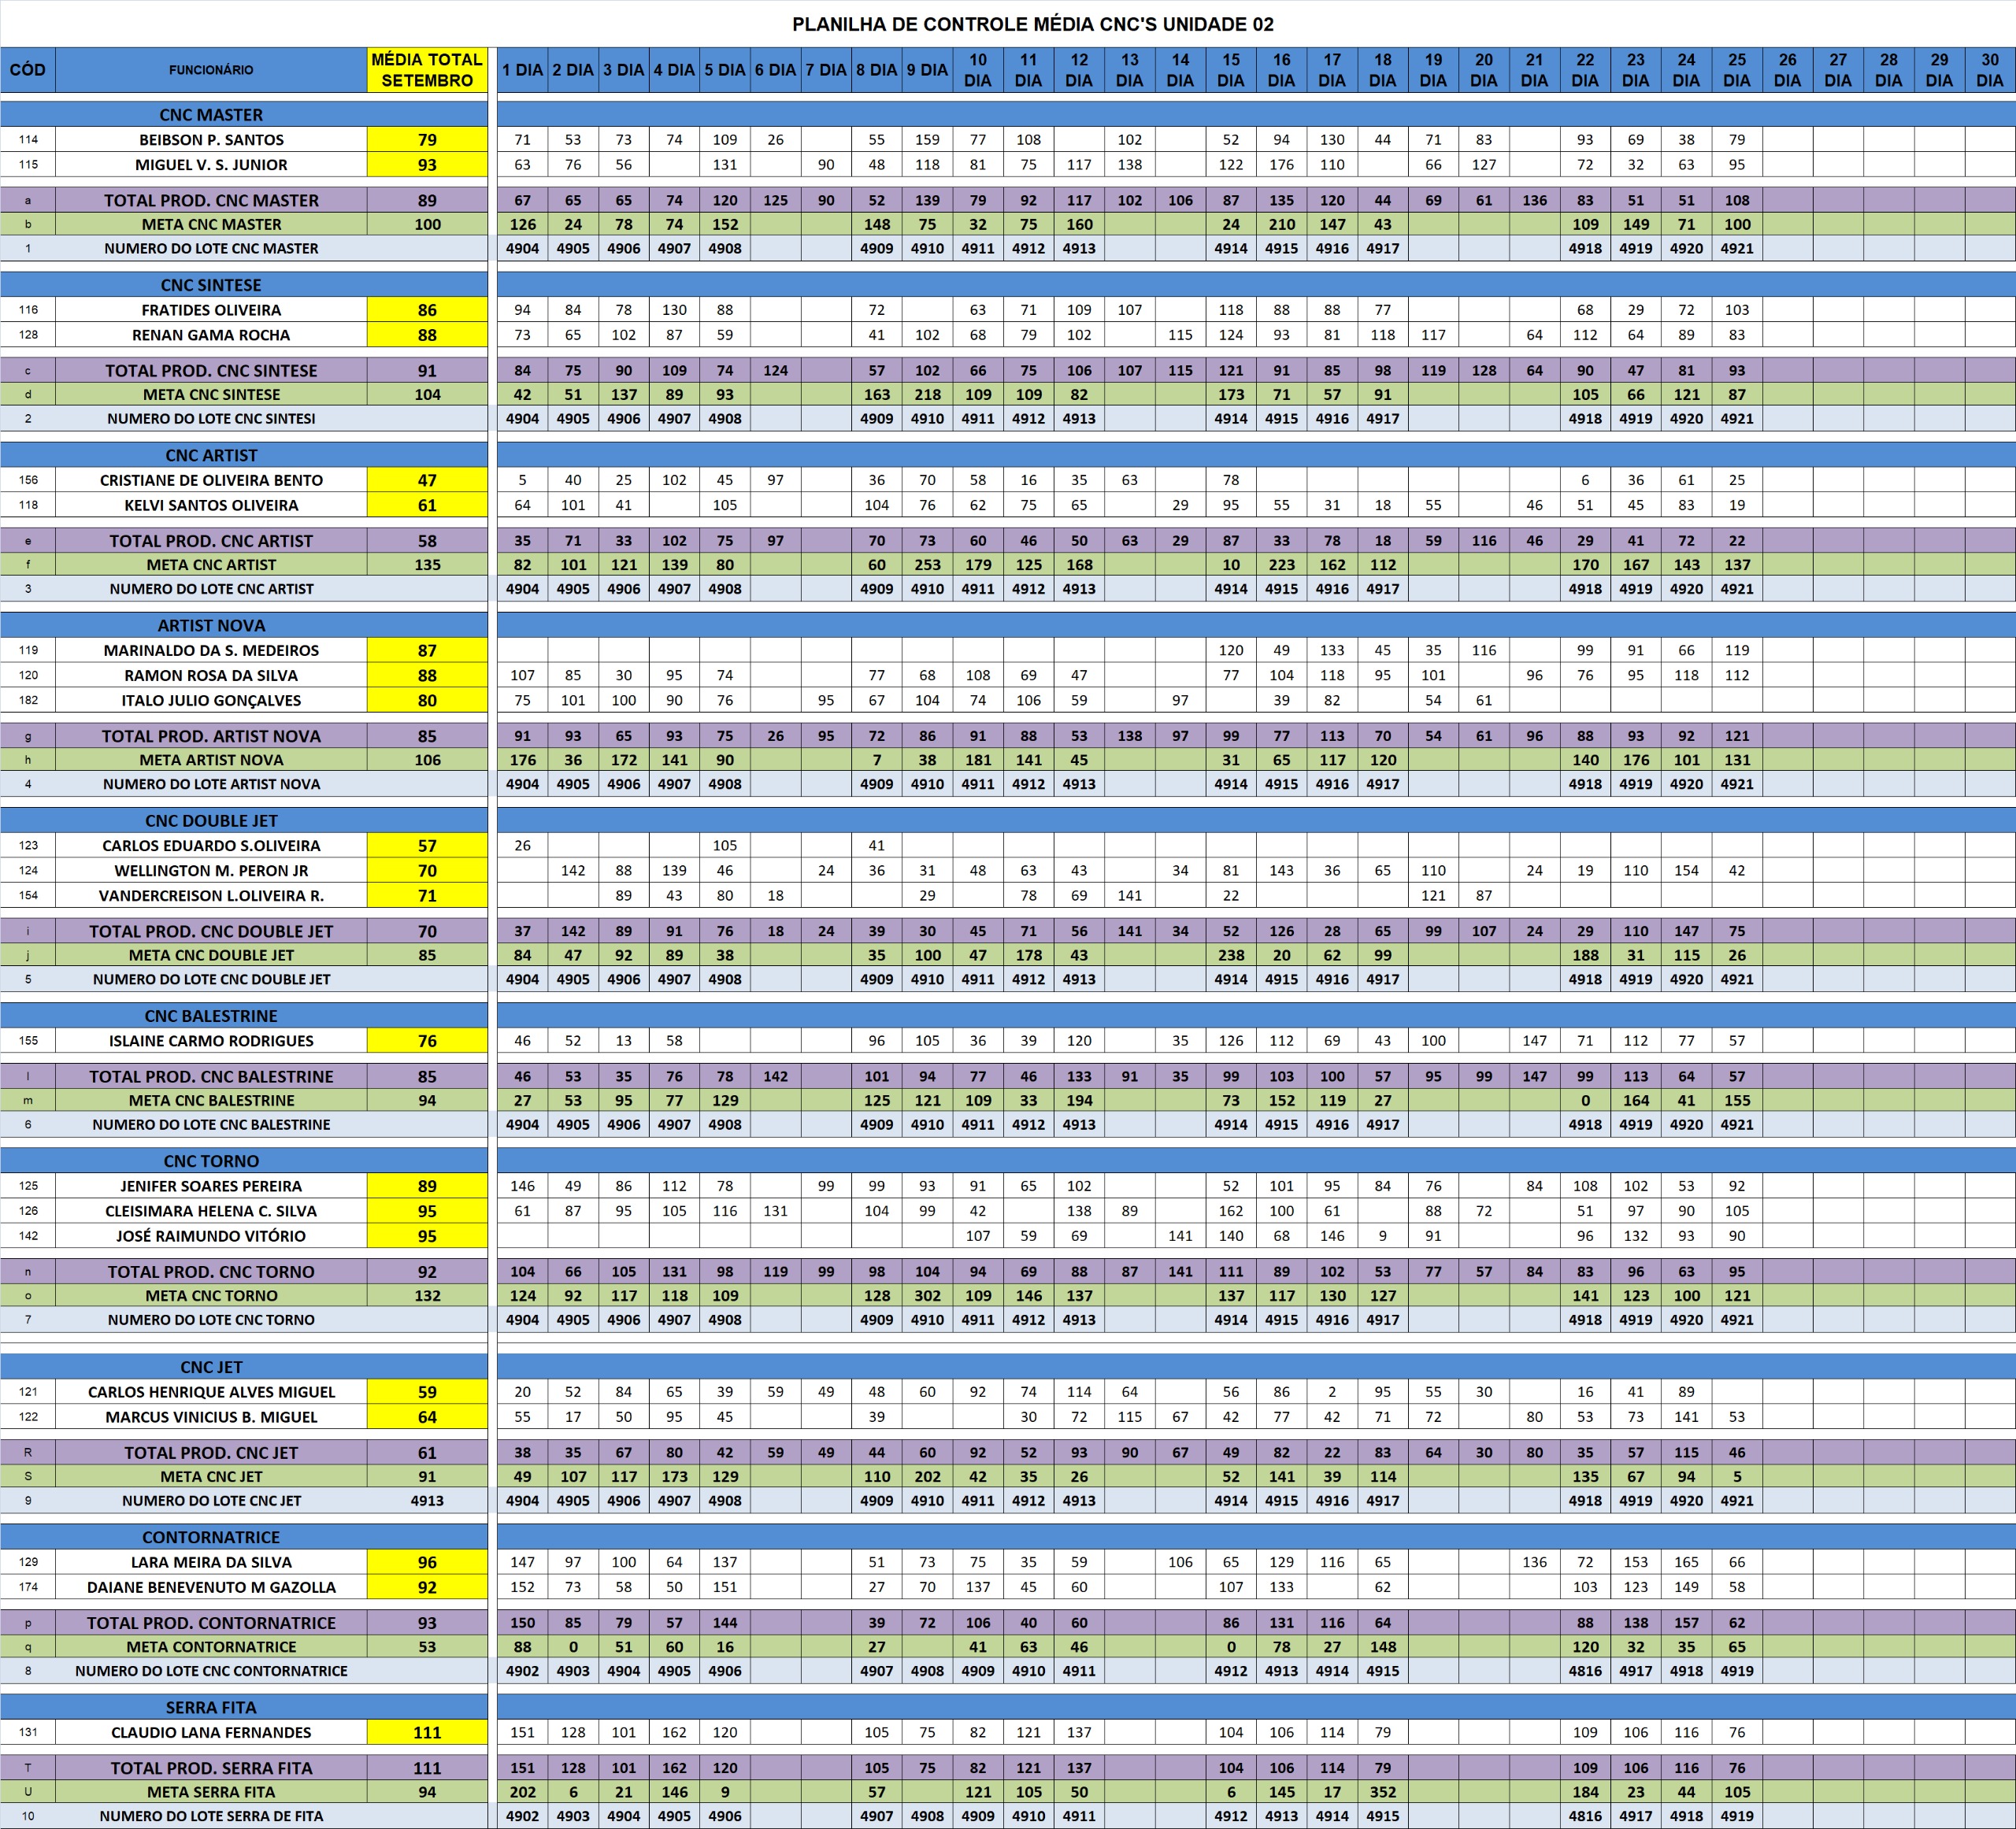 PLANILHA DE CONTROLE MÉDIA CNC'S UNIDADE 02
CÓD FUNCIONÁRIO MÉDIA TOTAL SETEMBRO 1 DIA 2 DIA 3 DIA 4 DIA 5 DIA 6 DIA 7 DIA 8 DIA 9 DIA 10 DIA 11 DIA 12 DIA 13 DIA 14 DIA 15 DIA 16 DIA 17 DIA 18 DIA 19 DIA 20 DIA 21 DIA 22 DIA 23 DIA 24 DIA 25 DIA 26 DIA 27 DIA 28 DIA 29 DIA 30 DIA
CNC MASTER
114 BEIBSON P. SANTOS 79 71 53 73 74 109 26 55 159 77 108 102 52 94 130 44 71 83 93 69 38 79
115 MIGUEL V. S. JUNIOR 93 63 76 56 131 90 48 118 81 75 117 138 122 176 110 66 127 72 32 63 95
a TOTAL PROD. CNC MASTER 89 67 65 65 74 120 125 90 52 139 79 92 117 102 106 87 135 120 44 69 61 136 83 51 51 108
b META CNC MASTER 100 126 24 78 74 152 148 75 32 75 160 24 210 147 43 109 149 71 100
1 NUMERO DO LOTE CNC MASTER 4904 4905 4906 4907 4908 4909 4910 4911 4912 4913 4914 4915 4916 4917 4918 4919 4920 4921
CNC SINTESE
116 FRATIDES OLIVEIRA 86 94 84 78 130 88 72 63 71 109 107 118 88 88 77 68 29 72 103
128 RENAN GAMA ROCHA 88 73 65 102 87 59 41 102 68 79 102 115 124 93 81 118 117 64 112 64 89 83
c TOTAL PROD. CNC SINTESE 91 84 75 90 109 74 124 57 102 66 75 106 107 115 121 91 85 98 119 128 64 90 47 81 93
d META CNC SINTESE 104 42 51 137 89 93 163 218 109 109 82 173 71 57 91 105 66 121 87
2 NUMERO DO LOTE CNC SINTESI 4904 4905 4906 4907 4908 4909 4910 4911 4912 4913 4914 4915 4916 4917 4918 4919 4920 4921
CNC ARTIST
156 CRISTIANE DE OLIVEIRA BENTO 47 5 40 25 102 45 97 36 70 58 16 35 63 78 6 36 61 25
118 KELVI SANTOS OLIVEIRA 61 64 101 41 105 104 76 62 75 65 29 95 55 31 18 55 46 51 45 83 19
e TOTAL PROD. CNC ARTIST 58 35 71 33 102 75 97 70 73 60 46 50 63 29 87 33 78 18 59 116 46 29 41 72 22
f META CNC ARTIST 135 82 101 121 139 80 60 253 179 125 168 10 223 162 112 170 167 143 137
3 NUMERO DO LOTE CNC ARTIST 4904 4905 4906 4907 4908 4909 4910 4911 4912 4913 4914 4915 4916 4917 4918 4919 4920 4921
ARTIST NOVA
119 MARINALDO DA S. MEDEIROS 87 120 49 133 45 35 116 99 91 66 119
120 RAMON ROSA DA SILVA 88 107 85 30 95 74 77 68 108 69 47 77 104 118 95 101 96 76 95 118 112
182 ITALO JULIO GONÇALVES 80 75 101 100 90 76 95 67 104 74 106 59 97 39 82 54 61
g TOTAL PROD. ARTIST NOVA 85 91 93 65 93 75 26 95 72 86 91 88 53 138 97 99 77 113 70 54 61 96 88 93 92 121
h META ARTIST NOVA 106 176 36 172 141 90 7 38 181 141 45 31 65 117 120 140 176 101 131
4 NUMERO DO LOTE ARTIST NOVA 4904 4905 4906 4907 4908 4909 4910 4911 4912 4913 4914 4915 4916 4917 4918 4919 4920 4921
CNC DOUBLE JET
123 CARLOS EDUARDO S.OLIVEIRA 57 26 105 41
124 WELLINGTON M. PERON JR 70 142 88 139 46 24 36 31 48 63 43 34 81 143 36 65 110 24 19 110 154 42
154 VANDERCREISON L.OLIVEIRA R. 71 89 43 80 18 29 78 69 141 22 121 87
i TOTAL PROD. CNC DOUBLE JET 70 37 142 89 91 76 18 24 39 30 45 71 56 141 34 52 126 28 65 99 107 24 29 110 147 75
j META CNC DOUBLE JET 85 84 47 92 89 38 35 100 47 178 43 238 20 62 99 188 31 115 26
5 NUMERO DO LOTE CNC DOUBLE JET 4904 4905 4906 4907 4908 4909 4910 4911 4912 4913 4914 4915 4916 4917 4918 4919 4920 4921
CNC BALESTRINE
155 ISLAINE CARMO RODRIGUES 76 46 52 13 58 96 105 36 39 120 35 126 112 69 43 100 147 71 112 77 57
l TOTAL PROD. CNC BALESTRINE 85 46 53 35 76 78 142 101 94 77 46 133 91 35 99 103 100 57 95 99 147 99 113 64 57
m META CNC BALESTRINE 94 27 53 95 77 129 125 121 109 33 194 73 152 119 27 0 164 41 155
6 NUMERO DO LOTE CNC BALESTRINE 4904 4905 4906 4907 4908 4909 4910 4911 4912 4913 4914 4915 4916 4917 4918 4919 4920 4921
CNC TORNO
125 JENIFER SOARES PEREIRA 89 146 49 86 112 78 99 99 93 91 65 102 52 101 95 84 76 84 108 102 53 92
126 CLEISIMARA HELENA C. SILVA 95 61 87 95 105 116 131 104 99 42 138 89 162 100 61 88 72 51 97 90 105
142 JOSÉ RAIMUNDO VITÓRIO 95 107 59 69 141 140 68 146 9 91 96 132 93 90
n TOTAL PROD. CNC TORNO 92 104 66 105 131 98 119 99 98 104 94 69 88 87 141 111 89 102 53 77 57 84 83 96 63 95
o META CNC TORNO 132 124 92 117 118 109 128 302 109 146 137 137 117 130 127 141 123 100 121
7 NUMERO DO LOTE CNC TORNO 4904 4905 4906 4907 4908 4909 4910 4911 4912 4913 4914 4915 4916 4917 4918 4919 4920 4921
CNC JET
121 CARLOS HENRIQUE ALVES MIGUEL 59 20 52 84 65 39 59 49 48 60 92 74 114 64 56 86 2 95 55 30 16 41 89
122 MARCUS VINICIUS B. MIGUEL 64 55 17 50 95 45 39 30 72 115 67 42 77 42 71 72 80 53 73 141 53
R TOTAL PROD. CNC JET 61 38 35 67 80 42 59 49 44 60 92 52 93 90 67 49 82 22 83 64 30 80 35 57 115 46
S META CNC JET 91 49 107 117 173 129 110 202 42 35 26 52 141 39 114 135 67 94 5
9 NUMERO DO LOTE CNC JET 4913 4904 4905 4906 4907 4908 4909 4910 4911 4912 4913 4914 4915 4916 4917 4918 4919 4920 4921
CONTORNATRICE
129 LARA MEIRA DA SILVA 96 147 97 100 64 137 51 73 75 35 59 106 65 129 116 65 136 72 153 165 66
174 DAIANE BENEVENUTO M GAZOLLA 92 152 73 58 50 151 27 70 137 45 60 107 133 62 103 123 149 58
p TOTAL PROD. CONTORNATRICE 93 150 85 79 57 144 39 72 106 40 60 86 131 116 64 88 138 157 62
q META CONTORNATRICE 53 88 0 51 60 16 27 41 63 46 0 78 27 148 120 32 35 65
8 NUMERO DO LOTE CNC CONTORNATRICE 4902 4903 4904 4905 4906 4907 4908 4909 4910 4911 4912 4913 4914 4915 4816 4917 4918 4919
SERRA FITA
131 CLAUDIO LANA FERNANDES 111 151 128 101 162 120 105 75 82 121 137 104 106 114 79 109 106 116 76
T TOTAL PROD. SERRA FITA 111 151 128 101 162 120 105 75 82 121 137 104 106 114 79 109 106 116 76
U META SERRA FITA 94 202 6 21 146 9 57 121 105 50 6 145 17 352 184 23 44 105
10 NUMERO DO LOTE SERRA DE FITA 4902 4903 4904 4905 4906 4907 4908 4909 4910 4911 4912 4913 4914 4915 4816 4917 4918 4919